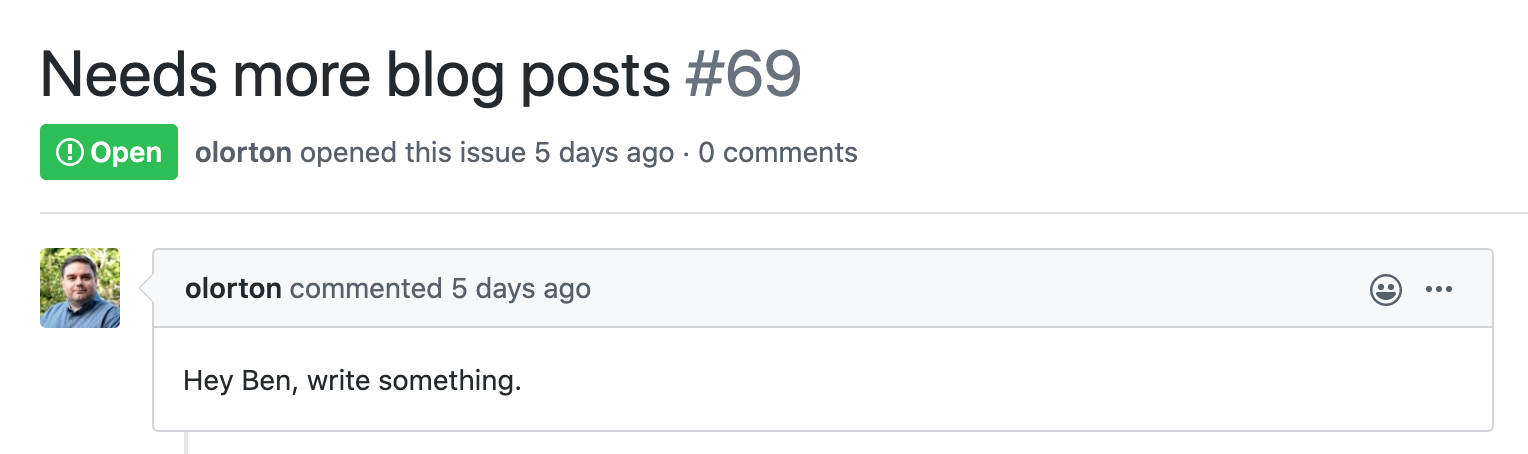 Needs more blog posts #69
Open olorton opened this issue 5 days ago · 0 comments
olorton commented 5 days ago
Hey Ben, write something.